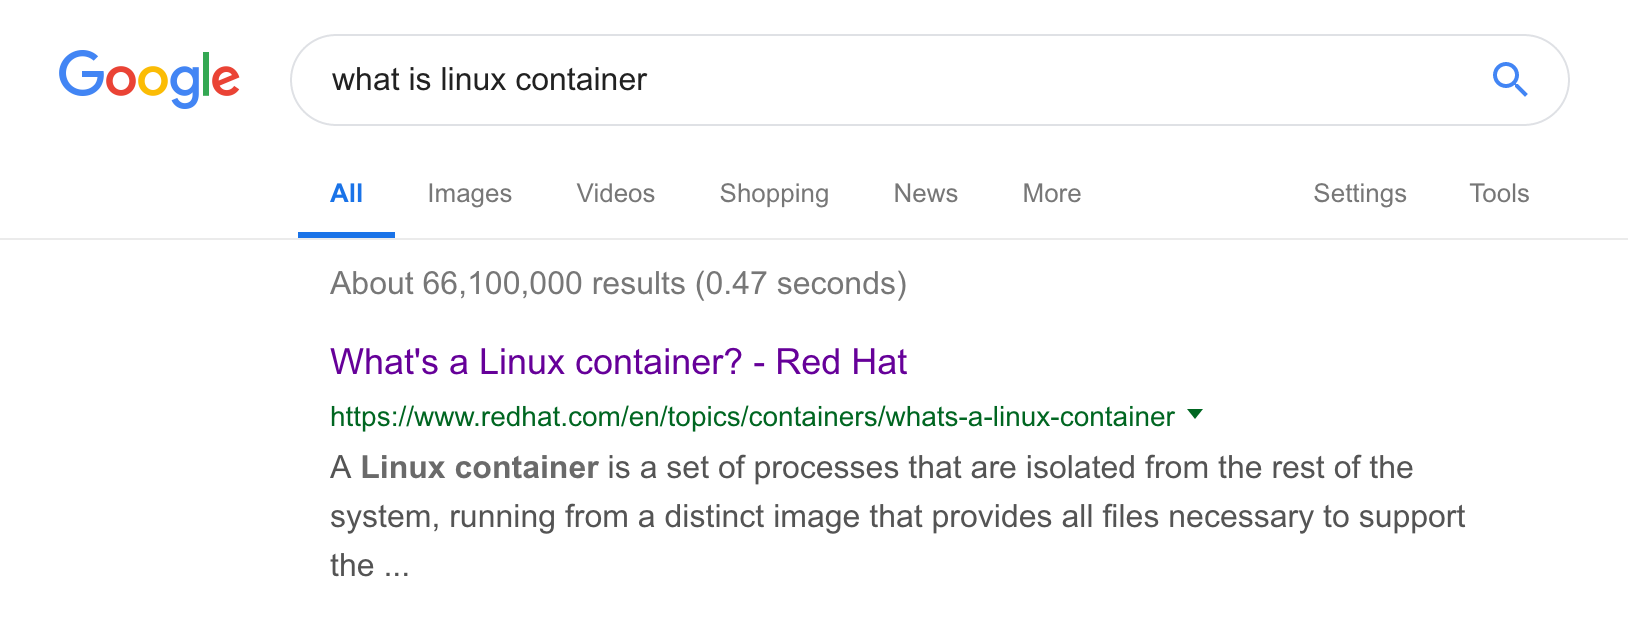 Google
what is linux container
All Images Videos Shopping News More Settings Tools
About 66,100,000 results (0.47 seconds)
What's a Linux container? - Red Hat
https://www.redhat.com/en/topics/containers/whats-a-linux-container
A Linux container is a set of processes that are isolated from the rest of the
system, running from a distinct image that provides all files necessary to support
the ...